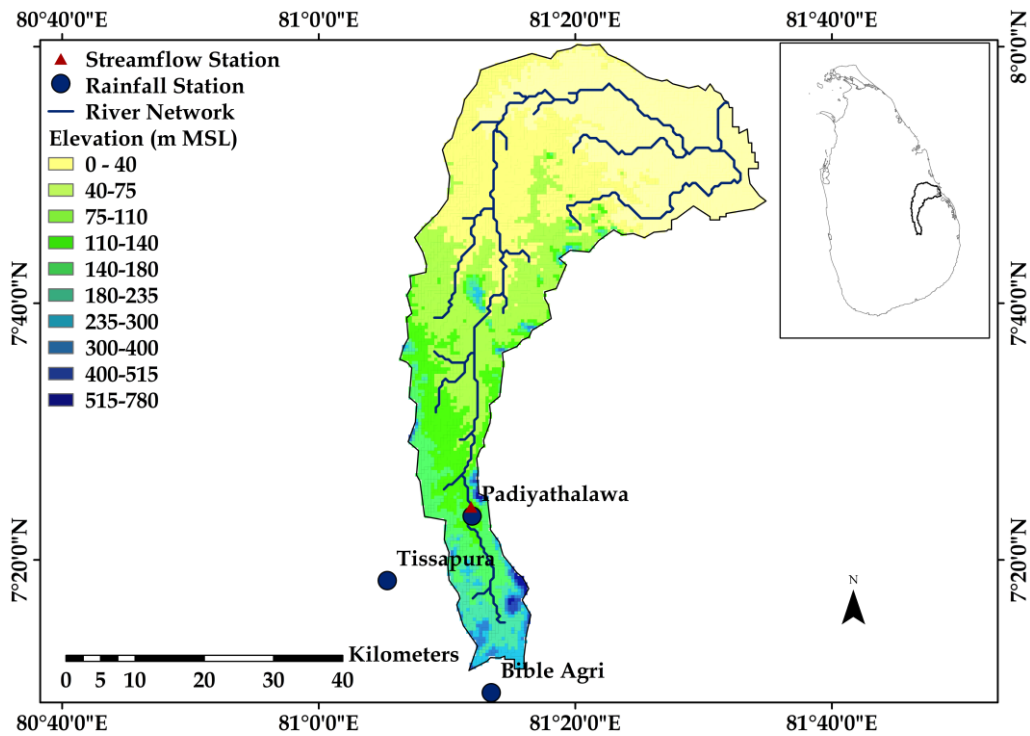 80°40'0"E 81°0'0"E 81°20'0"E 81°40'0"E
8°0'0"N
Streamflow Station
Rainfall Station
River Network
Elevation (m MSL)
0 - 40
40-75
75-110
110-140
140-180
180-235
235-300
300-400
400-515
515-780
7°40'0"N 7°40'0"N
Padiyathalawa
Tissapura
7°20'0"N 7°20'0"N
N
Kilometers
0 5 10 20 30 40
Bible Agri
80°40'0"E 81°0'0"E 81°20'0"E 81°40'0"E